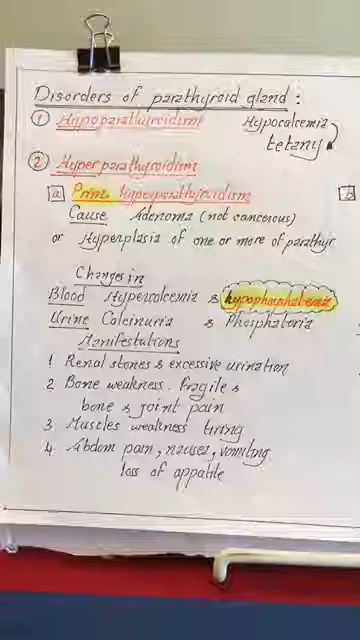 Disorders of parathyroid gland :
① Hypoparathyroidism Hypocalcemia
tetany
② Hyperparathyroidism
a Prim hyperparathyroidism b
Cause Adenoma (not cancerous)
or Hyperplasia of one or more of parathyr
Changes in
Blood Hypercalcemia & hypophosphatemia
Urine Calcinuria & Phosphaturia
Manifestations
1 Renal stones & excessive urination
2 Bone weakness. Fragile &
bone & joint pain
3 Muscles weakness tiring
4 Abdom pain, nausea, vomiting
loss of appatite